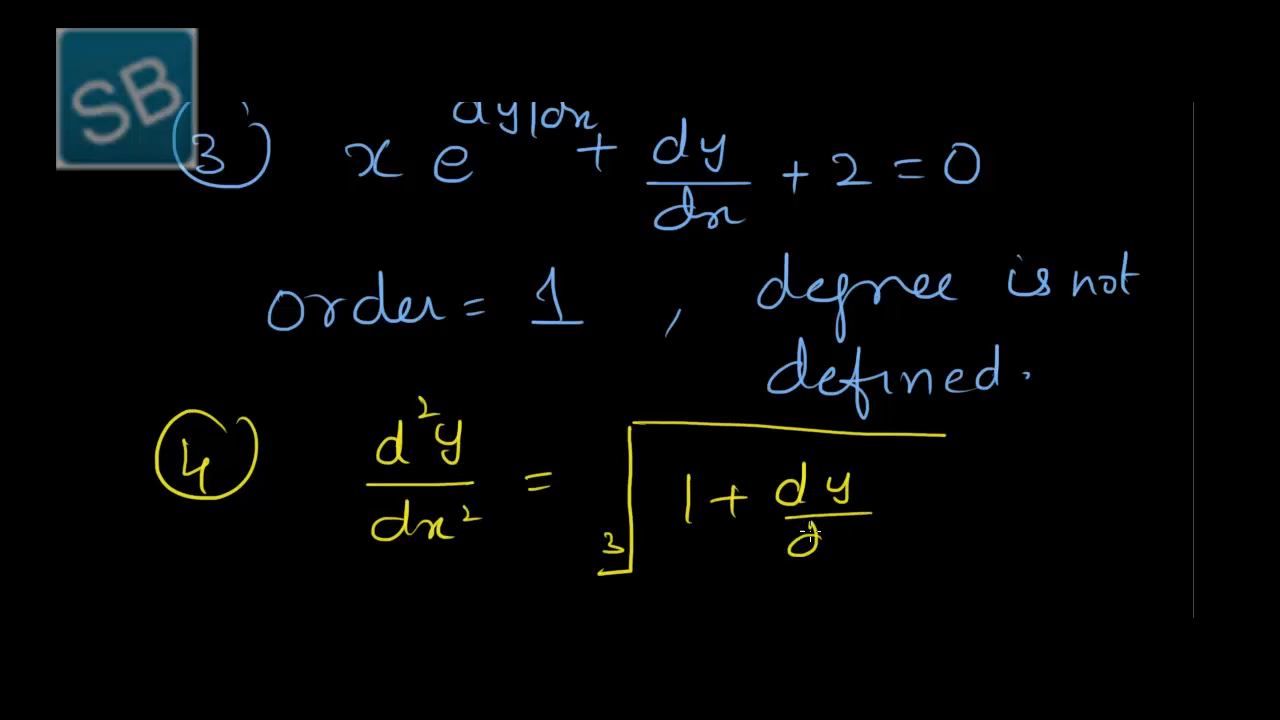 SB
(3) x e^(dy/dx) + dy/dx + 2 = 0
order = 1 , degree is not
defined.
(4) d²y/dx² = ∛(1 + dy/d